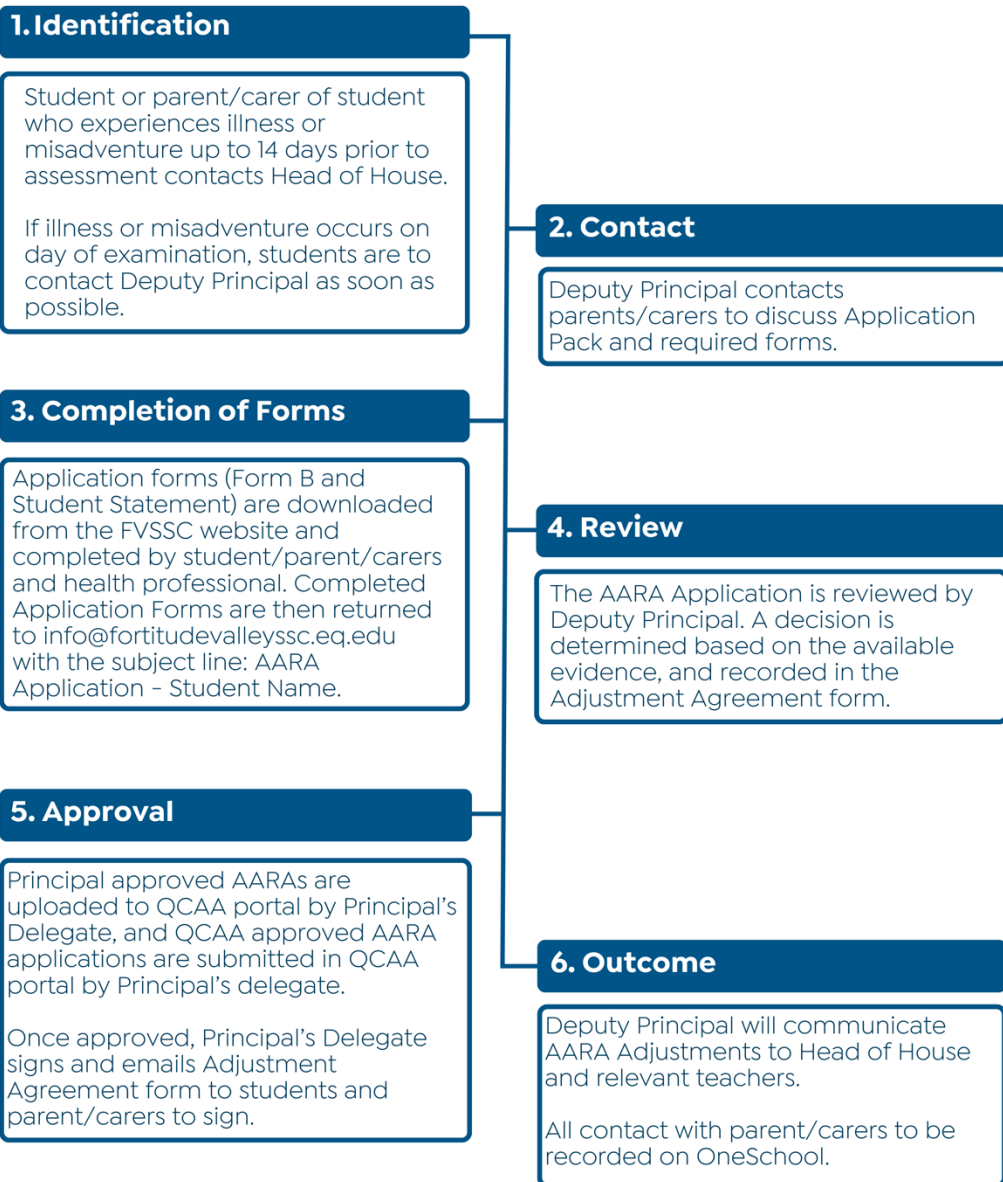 1. Identification
Student or parent/carer of student
who experiences illness or
misadventure up to 14 days prior to
assessment contacts Head of House.
If illness or misadventure occurs on
day of examination, students are to
contact Deputy Principal as soon as
possible.
2. Contact
Deputy Principal contacts
parents/carers to discuss Application
Pack and required forms.
3. Completion of Forms
Application forms (Form B and
Student Statement) are downloaded
from the FVSSC website and
completed by student/parent/carers
and health professional. Completed
Application Forms are then returned
to info@fortitudevalleyssc.eq.edu
with the subject line: AARA
Application - Student Name.
4. Review
The AARA Application is reviewed by
Deputy Principal. A decision is
determined based on the available
evidence, and recorded in the
Adjustment Agreement form.
5. Approval
Principal approved AARAs are
uploaded to QCAA portal by Principal's
Delegate, and QCAA approved AARA
applications are submitted in QCAA
portal by Principal's delegate.
Once approved, Principal's Delegate
signs and emails Adjustment
Agreement form to students and
parent/carers to sign.
6. Outcome
Deputy Principal will communicate
AARA Adjustments to Head of House
and relevant teachers.
All contact with parent/carers to be
recorded on OneSchool.